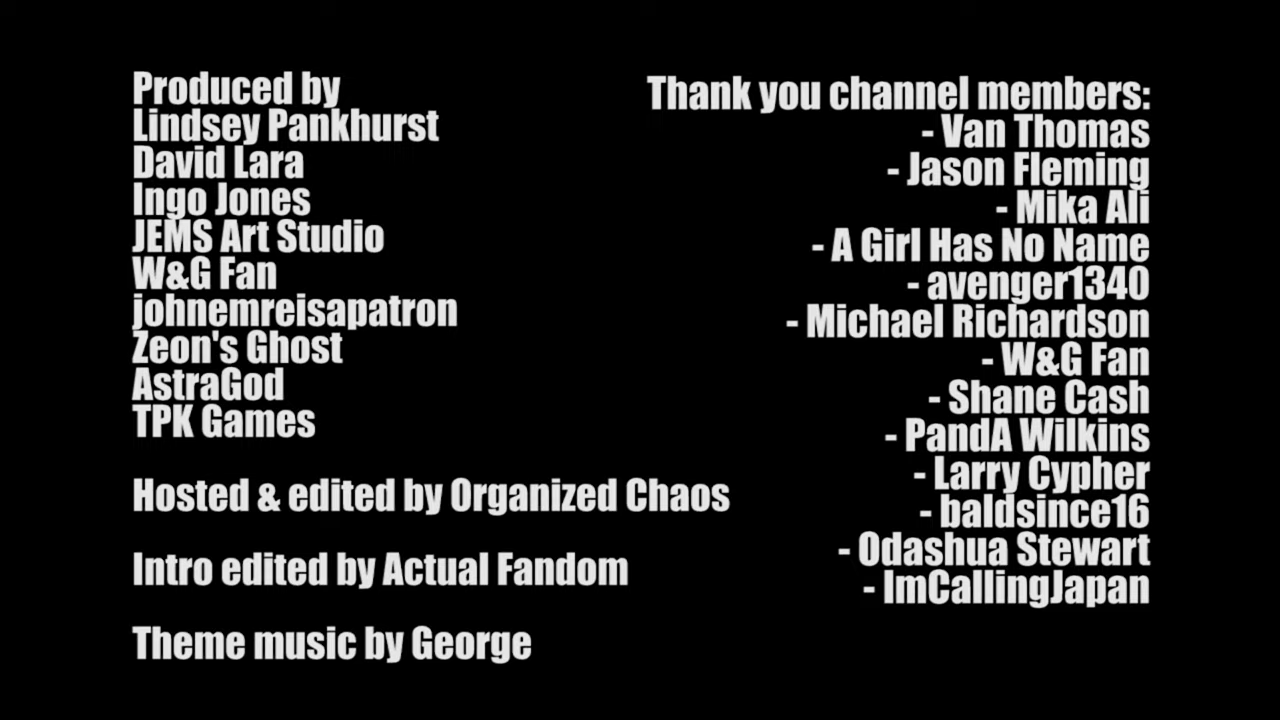 Produced by
Lindsey Pankhurst
David Lara
Ingo Jones
JEMS Art Studio
W&G Fan
johnemreisapatron
Zeon's Ghost
AstraGod
TPK Games
Hosted & edited by Organized Chaos
Intro edited by Actual Fandom
Theme music by George
Thank you channel members:
- Van Thomas
- Jason Fleming
- Mika Ali
- A Girl Has No Name
- avenger1340
- Michael Richardson
- W&G Fan
- Shane Cash
- PandA Wilkins
- Larry Cypher
- baldsince16
- Odashua Stewart
- ImCallingJapan